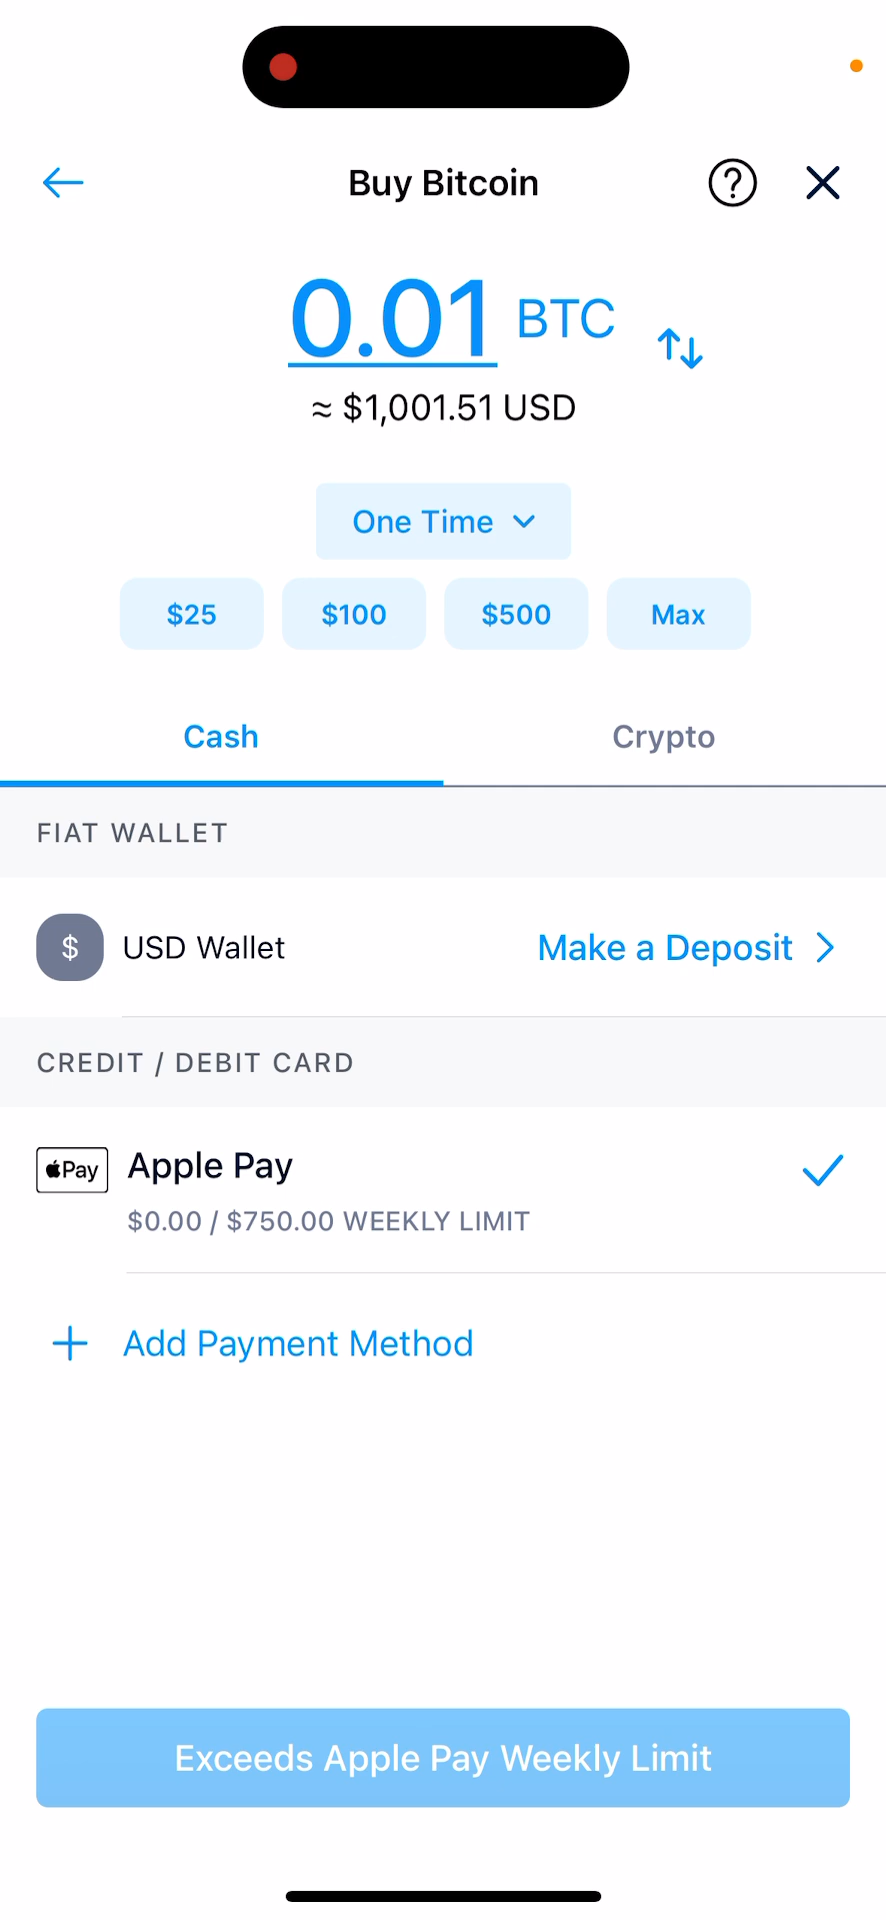 Buy Bitcoin
0.01 BTC
≈ $1,001.51 USD
One Time
$25 $100 $500 Max
Cash Crypto
FIAT WALLET
$ USD Wallet Make a Deposit
CREDIT / DEBIT CARD
Pay Apple Pay
$0.00 / $750.00 WEEKLY LIMIT
Add Payment Method
Exceeds Apple Pay Weekly Limit